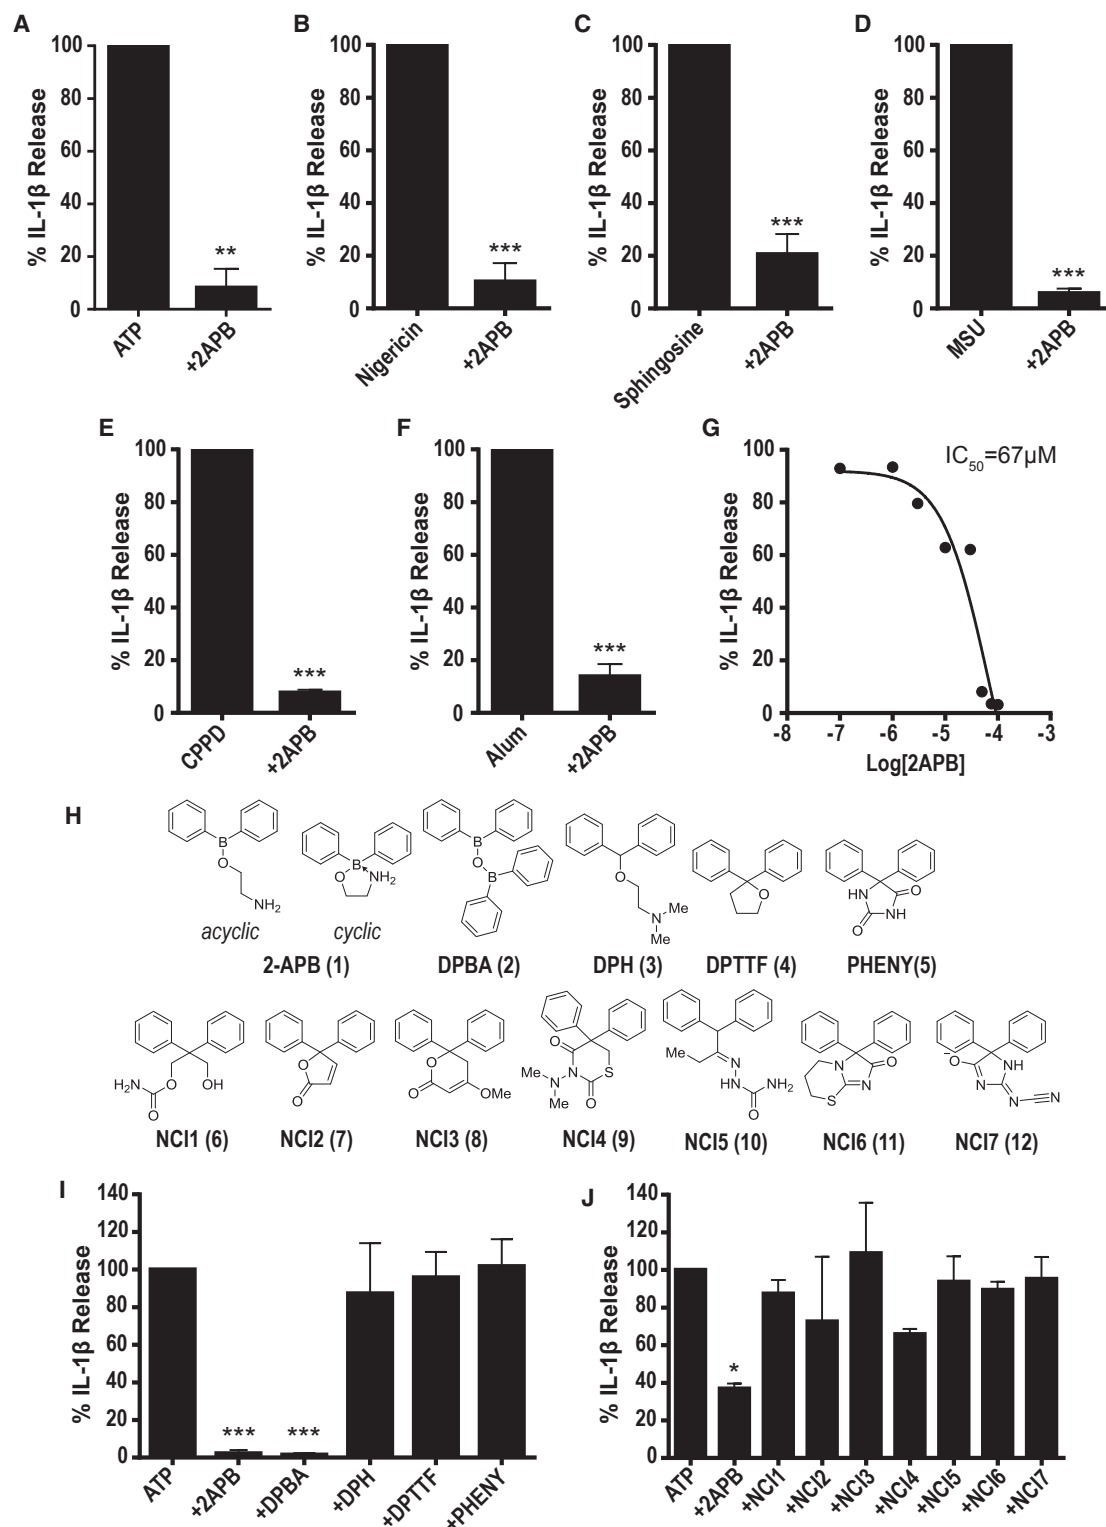 A
% IL-1β Release
100
80
60
40
20
0
**
ATP
+2APB
B
% IL-1β Release
100
80
60
40
20
0
***
Nigericin
+2APB
C
% IL-1β Release
100
80
60
40
20
0
***
Sphingosine
+2APB
D
% IL-1β Release
100
80
60
40
20
0
***
MSU
+2APB
E
% IL-1β Release
100
80
60
40
20
0
***
CPPD
+2APB
F
% IL-1β Release
100
80
60
40
20
0
***
Alum
+2APB
G
% IL-1β Release
100
80
60
40
20
0
IC50=67µM
-8 -7 -6 -5 -4 -3
Log[2APB]
H
B
O
NH2
acyclic
B
O
NH2
cyclic
2-APB (1)
B
O
B
DPBA (2)
O
N
Me
Me
DPH (3)
O
DPTTF (4)
HN
O
NH
O
PHENY(5)
H2N
O
OH
O
NCI1 (6)
O
O
NCI2 (7)
O
O
OMe
NCI3 (8)
O
Me
N
N
S
Me
O
NCI4 (9)
Me
N
HN
NH2
O
NCI5 (10)
N
O
N
S
NCI6 (11)
-O
NH
N
N
N
NCI7 (12)
I
% IL-1β Release
140
120
100
80
60
40
20
0
*** ***
ATP
+2APB
+DPBA
+DPH
+DPTTF
+PHENY
J
% IL-1β Release
140
120
100
80
60
40
20
0
*
ATP
+2APB
+NCI1
+NCI2
+NCI3
+NCI4
+NCI5
+NCI6
+NCI7